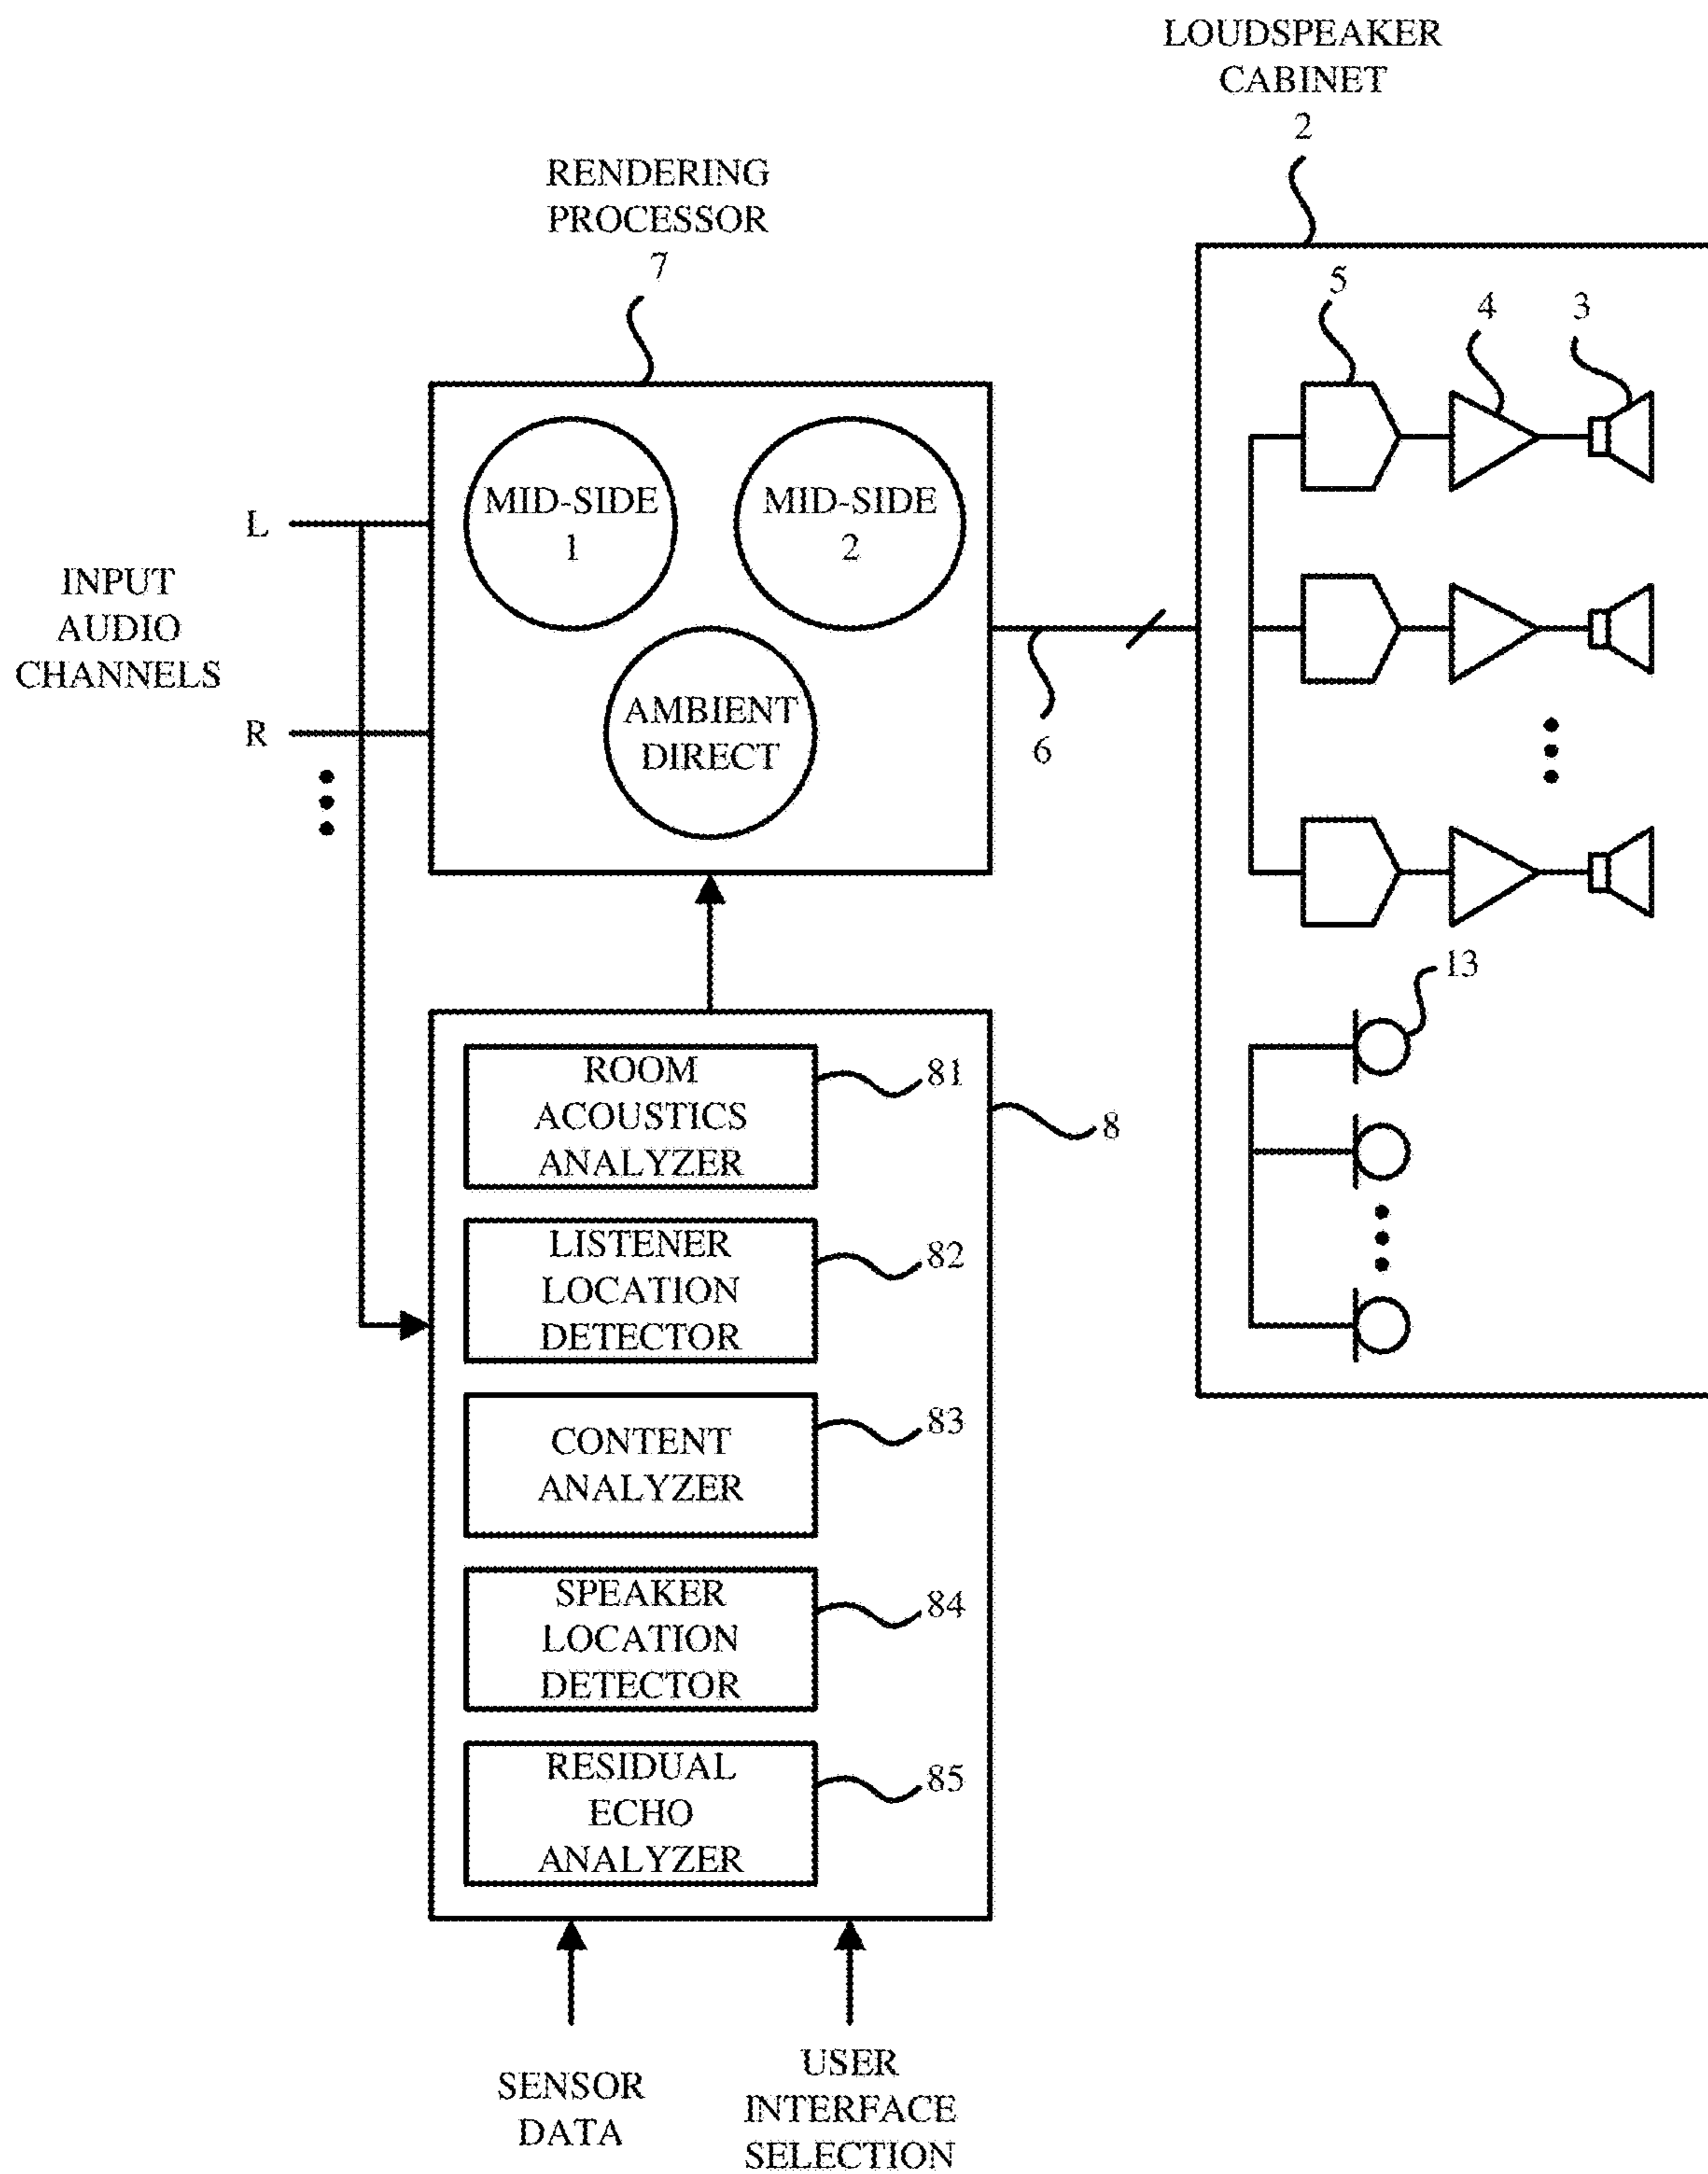 LOUDSPEAKER
CABINET
2
RENDERING
PROCESSOR
7
5
4
3
MID-SIDE
1
MID-SIDE
2
L
INPUT
AUDIO
CHANNELS
R
AMBIENT
DIRECT
6
13
ROOM
ACOUSTICS
ANALYZER
81
8
LISTENER
LOCATION
DETECTOR
82
CONTENT
ANALYZER
83
SPEAKER
LOCATION
DETECTOR
84
RESIDUAL
ECHO
ANALYZER
85
SENSOR
DATA
USER
INTERFACE
SELECTION